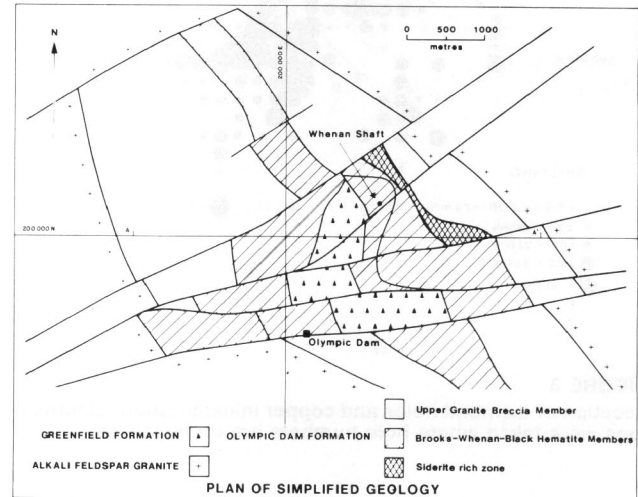 N
200 000 E
0 500 1000
metres
Whenan Shaft
200 000 N
Olympic Dam
GREENFIELD FORMATION
ALKALI FELDSPAR GRANITE
OLYMPIC DAM FORMATION
Upper Granite Breccia Member
Brooks-Whenan-Black Hematite Members
Siderite rich zone
PLAN OF SIMPLIFIED GEOLOGY